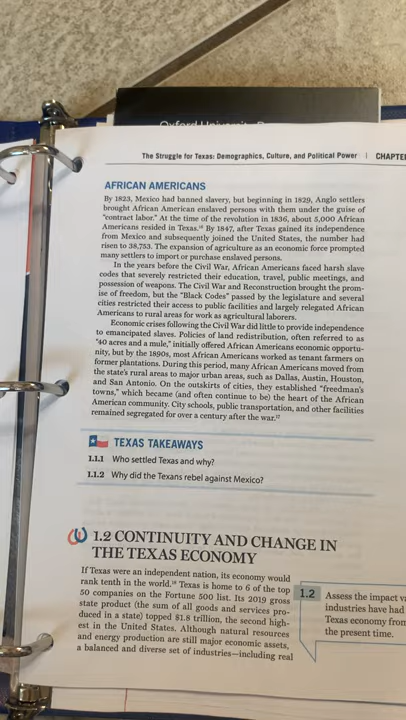 Oxford University
The Struggle for Texas: Demographics, Culture, and Political Power | CHAPTER
AFRICAN AMERICANS
By 1823, Mexico had banned slavery, but beginning in 1829, Anglo settlers
brought African American enslaved persons with them under the guise of
"contract labor." At the time of the revolution in 1836, about 5,000 African
Americans resided in Texas.¹⁶ By 1847, after Texas gained its independence
from Mexico and subsequently joined the United States, the number had
risen to 38,753. The expansion of agriculture as an economic force prompted
many settlers to import or purchase enslaved persons.
In the years before the Civil War, African Americans faced harsh slave
codes that severely restricted their education, travel, public meetings, and
possession of weapons. The Civil War and Reconstruction brought the prom-
ise of freedom, but the "Black Codes" passed by the legislature and several
cities restricted their access to public facilities and largely relegated African
Americans to rural areas for work as agricultural laborers.
Economic crises following the Civil War did little to provide independence
to emancipated slaves. Policies of land redistribution, often referred to as
"40 acres and a mule," initially offered African Americans economic opportu-
nity, but by the 1890s, most African Americans worked as tenant farmers on
former plantations. During this period, many African Americans moved from
the state's rural areas to major urban areas, such as Dallas, Austin, Houston,
and San Antonio. On the outskirts of cities, they established "freedman's
towns," which became (and often continue to be) the heart of the African
American community. City schools, public transportation, and other facilities
remained segregated for over a century after the war.¹⁷
TEXAS TAKEAWAYS
1.1.1 Who settled Texas and why?
1.1.2 Why did the Texans rebel against Mexico?
1.2 CONTINUITY AND CHANGE IN
THE TEXAS ECONOMY
If Texas were an independent nation, its economy would
rank tenth in the world.¹⁸ Texas is home to 6 of the top
50 companies on the Fortune 500 list. Its 2019 gross
state product (the sum of all goods and services pro-
duced in a state) topped $1.8 trillion, the second high-
est in the United States. Although natural resources
and energy production are still major economic assets,
a balanced and diverse set of industries—including real
1.2 Assess the impact va
industries have had
Texas economy from
the present time.